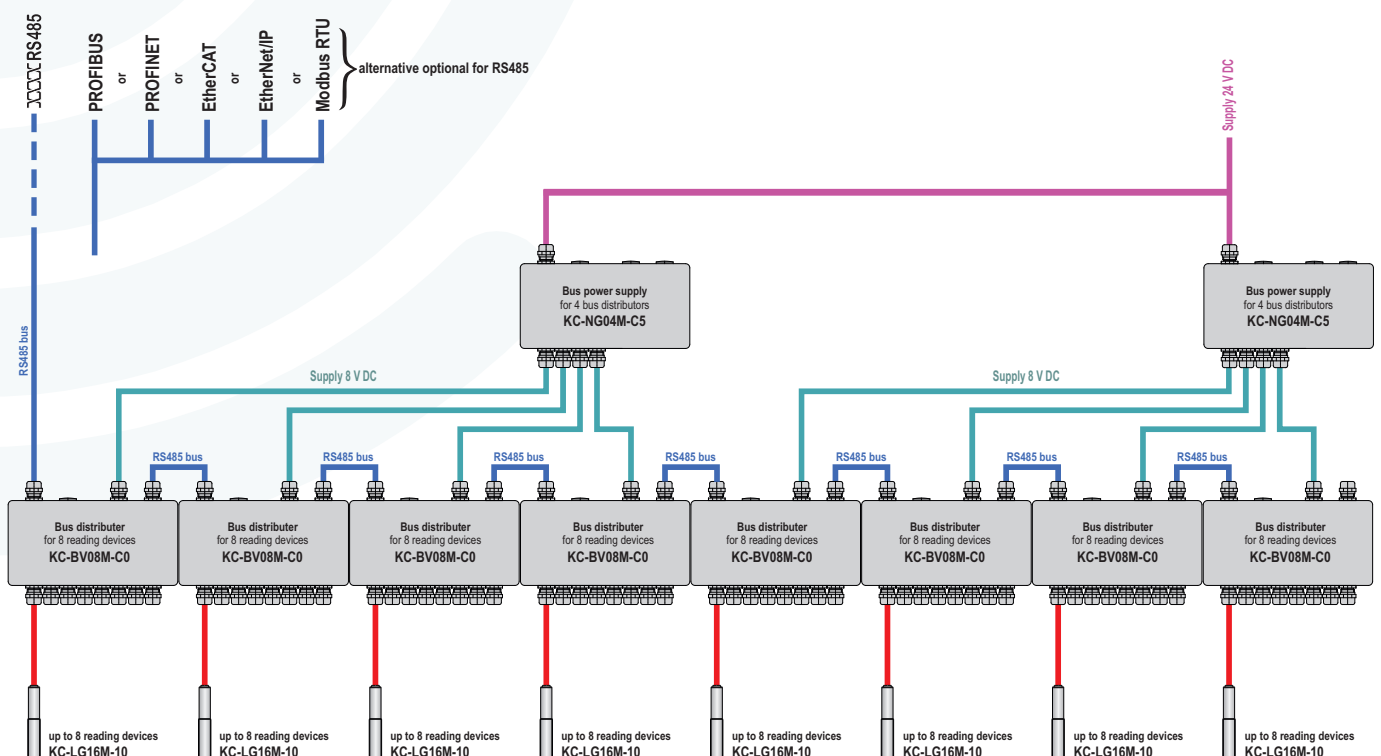 RS485
PROFIBUS
or
PROFINET
or
EtherCAT
or
EtherNet/IP
or
Modbus RTU
alternative optional for RS485
Supply 24 V DC
Bus power supply
for 4 bus distributors
KC-NG04M-C5
Bus power supply
for 4 bus distributors
KC-NG04M-C5
RS485 bus
Supply 8 V DC
Supply 8 V DC
RS485 bus
RS485 bus
RS485 bus
RS485 bus
RS485 bus
RS485 bus
RS485 bus
Bus distributer
for 8 reading devices
KC-BV08M-C0
Bus distributer
for 8 reading devices
KC-BV08M-C0
Bus distributer
for 8 reading devices
KC-BV08M-C0
Bus distributer
for 8 reading devices
KC-BV08M-C0
Bus distributer
for 8 reading devices
KC-BV08M-C0
Bus distributer
for 8 reading devices
KC-BV08M-C0
Bus distributer
for 8 reading devices
KC-BV08M-C0
Bus distributer
for 8 reading devices
KC-BV08M-C0
up to 8 reading devices
KC-LG16M-10
up to 8 reading devices
KC-LG16M-10
up to 8 reading devices
KC-LG16M-10
up to 8 reading devices
KC-LG16M-10
up to 8 reading devices
KC-LG16M-10
up to 8 reading devices
KC-LG16M-10
up to 8 reading devices
KC-LG16M-10
up to 8 reading devices
KC-LG16M-10